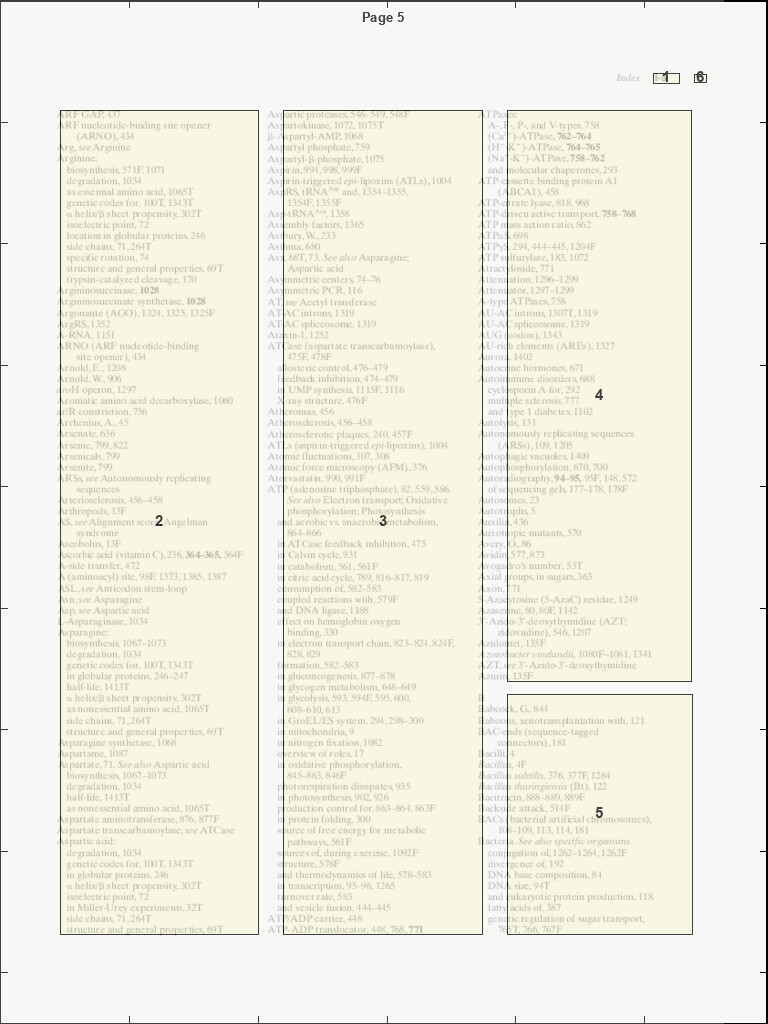 Page 5
Index
1
6
ARF GAP, 437
ARF nucleotide-binding site opener
(ARNO), 434
Arg, see Arginine
Arginine:
biosynthesis, 571F, 1071
degradation, 1034
as essential amino acid, 1065T
genetic codes for, 100T, 1343T
α helix/β sheet propensity, 302T
isoelectric point, 72
location in globular proteins, 246
side chains, 71, 264T
specific rotation, 74
structure and general properties, 69T
trypsin-catalyzed cleavage, 170
Argininosuccinase, 1028
Argininosuccinate synthetase, 1028
Argonaute (AGO), 1324, 1325, 1325F
ArgRS, 1352
A-RNA, 1151
ARNO (ARF nucleotide-binding
site opener), 434
Arnold, E., 1208
Arnold, W., 906
aroH operon, 1297
Aromatic amino acid decarboxylase, 1060
ar/R constriction, 756
Arrhenius, A., 45
Arsenate, 636
Arsenic, 799, 822
Arsenicals, 799
Arsenite, 799
ARSs, see Autonomously replicating
sequences
Arteriosclerosis, 456–458
Arthropods, 13F
AS, see Alignment score; Angelman
syndrome
2
Ascobolus, 13F
Ascorbic acid (vitamin C), 236, 364–365, 364F
A-side transfer, 472
A (aminoacyl) site, 98F, 1373, 1385, 1387
ASL, see Anticodon stem-loop
Asn, see Asparagine
Asp, see Aspartic acid
L-Asparaginase, 1034
Asparagine:
biosynthesis, 1067–1073
degradation, 1034
genetic codes for, 100T, 1343T
in globular proteins, 246–247
half-life, 1413T
α helix/β sheet propensity, 302T
as nonessential amino acid, 1065T
side chains, 71, 264T
structure and general properties, 69T
Asparagine synthetase, 1068
Aspartame, 1087
Aspartate, 71. See also Aspartic acid
biosynthesis, 1067–1073
degradation, 1034
half-life, 1413T
as nonessential amino acid, 1065T
Aspartate aminotransferase, 876, 877F
Aspartate transcarbamoylase, see ATCase
Aspartic acid:
degradation, 1034
genetic codes for, 100T, 1343T
in globular proteins, 246
α helix/β sheet propensity, 302T
isoelectric point, 72
in Miller-Urey experiments, 32T
side chains, 71, 264T
structure and general properties, 69T
Aspartic proteases, 546–549, 548F
Aspartokinase, 1072, 1075T
β-Aspartyl-AMP, 1068
Aspartyl phosphate, 759
Aspartyl-β-phosphate, 1075
Aspirin, 994, 998, 999F
Aspirin-triggered epi-lipoxins (ATLs), 1004
AspRS, tRNAAsp and, 1354–1355,
1354F, 1355F
Asp-tRNAAsn, 1358
Assembly factors, 1365
Astbury, W., 233
Asthma, 680
Asx, 68T, 73. See also Asparagine;
Aspartic acid
Asymmetric centers, 74–76
Asymmetric PCR, 116
AT, see Acetyl transferase
AT-AC introns, 1319
AT-AC spliceosome, 1319
Ataxin-1, 1252
ATCase (aspartate transcarbamoylase),
475F, 478F
allosteric control, 476–479
feedback inhibition, 474–479
in UMP synthesis, 1115F, 1116
X-ray structure, 476F
Atheromas, 456
Atherosclerosis, 456–458
Atherosclerotic plaques, 240, 457F
ATLs (aspirin-triggered epi-lipoxins), 1004
Atomic fluctuations, 307, 308
Atomic force microscopy (AFM), 376
Atorvastatin, 990, 991F
ATP (adenosine triphosphate), 82, 559, 586.
See also Electron transport; Oxidative
phosphorylation; Photosynthesis
and aerobic vs. anaerobic metabolism,
864–866
3
in ATCase feedback inhibition, 475
in Calvin cycle, 931
in catabolism, 561, 561F
in citric acid cycle, 789, 816–817, 819
consumption of, 582–583
coupled reactions with, 579F
and DNA ligase, 1188
effect on hemoglobin oxygen
binding, 330
in electron transport chain, 823–824, 824F,
828, 829
formation, 582–583
in gluconeogenesis, 877–878
in glycogen metabolism, 648–649
in glycolysis, 593, 594F, 595, 600,
608–610, 613
in GroEL/ES system, 294, 298–300
in mitochondria, 9
in nitrogen fixation, 1082
overview of roles, 17
in oxidative phosphorylation,
845–863, 846F
photorespiration dissipates, 935
in photosynthesis, 902, 926
production control for, 863–864, 863F
in protein folding, 300
source of free energy for metabolic
pathways, 561F
sources of, during exercise, 1092F
structure, 578F
and thermodynamics of life, 578–583
in transcription, 95–96, 1265
turnover rate, 583
and vesicle fusion, 444–445
ATP/ADP carrier, 448
ATP-ADP translocator, 448, 768, 771
ATPases:
A-, F-, P-, and V-types, 758
(Ca2+)-ATPase, 762–764
(H+-K+)-ATPase, 764–765
(Na+-K+)-ATPase, 758–762
and molecular chaperones, 293
ATP-cassette binding protein A1
(ABCA1), 458
ATP-citrate lyase, 818, 968
ATP-driven active transport, 758–768
ATP mass action ratio, 862
ATPαS, 698
ATPγS, 294, 444–445, 1204F
ATP sulfurylase, 183, 1072
Atractyloside, 771
Attenuation, 1296–1299
Attenuator, 1297–1299
A-type ATPases, 758
AU-AC introns, 1307T, 1319
AU-AC spliceosome, 1319
AUG (codon), 1343
AU-rich elements (AREs), 1327
Aurora, 1402
Autocrine hormones, 671
Autoimmune disorders, 688
cyclosporin A for, 292
multiple sclerosis, 777
and type 1 diabetes, 1102
4
Autolysis, 131
Autonomously replicating sequences
(ARSs), 109, 1205
Autophagic vacuoles, 1409
Autophosphorylation, 670, 700
Autoradiography, 94–95, 95F, 148, 572
of sequencing gels, 177–178, 178F
Autosomes, 23
Autotrophs, 5
Auxilin, 436
Auxotropic mutants, 570
Avery, O., 86
Avidin, 577, 873
Avogadro's number, 53T
Axial groups, in sugars, 363
Axon, 771
5-Azacytosine (5-AzaC) residue, 1249
Azaserine, 80, 80F, 1142
3'-Azido-3'-deoxythymidine (AZT;
zidovudine), 546, 1207
Azidomet, 135F
Azotobacter vinelandii, 1080F–1081, 1341
AZT, see 3'-Azido-3'-deoxythymidine
Azurin, 135F
B
Babcock, G., 844
Baboons, xenotransplantation with, 121
BAC-ends (sequence-tagged
connectors), 181
Bacilli, 4
Bacillus, 4F
Bacillus subtilis, 376, 377F, 1284
Bacillus thuringiensis (Bt), 122
Bacitracin, 888–889, 889F
Backside attack, 514F
5
BACs (bacterial artificial chromosomes),
108–109, 113, 114, 181
Bacteria. See also specific organisms
conjugation of, 1262–1264, 1262F
divergence of, 192
DNA base composition, 84
DNA size, 94T
and eukaryotic protein production, 118
fatty acids of, 387
genetic regulation of sugar transport,
765T, 766, 767F